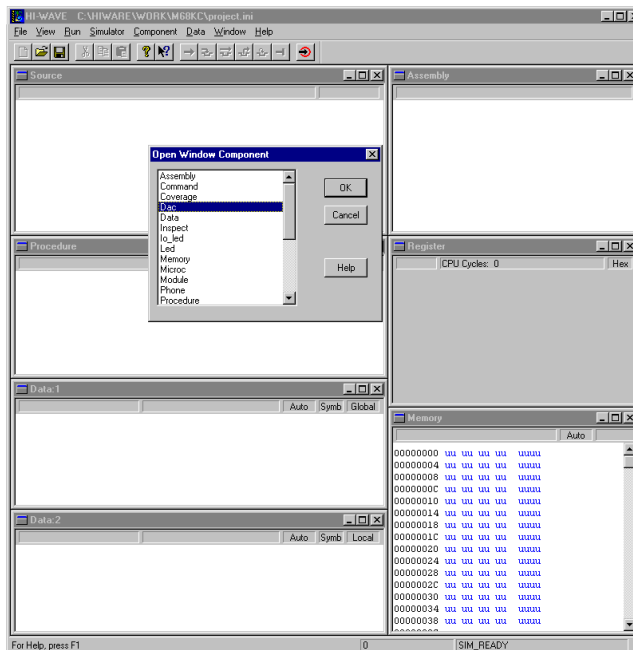 HI-WAVE C:\HIWARE\WORK\M68KC\project.ini
File View Run Simulator Component Data Window Help
Source
Assembly
Open Window Component
Assembly
Command
Coverage
Dac
Data
Inspect
Io_led
Led
Memory
Microc
Module
Phone
Procedure
OK
Cancel
Help
Procedure
Register
CPU Cycles: 0 Hex
Data:1
Auto Symb Global
Memory
Auto
00000000 uu uu uu uu uuuu
00000004 uu uu uu uu uuuu
00000008 uu uu uu uu uuuu
0000000C uu uu uu uu uuuu
00000010 uu uu uu uu uuuu
00000014 uu uu uu uu uuuu
00000018 uu uu uu uu uuuu
0000001C uu uu uu uu uuuu
00000020 uu uu uu uu uuuu
00000024 uu uu uu uu uuuu
00000028 uu uu uu uu uuuu
0000002C uu uu uu uu uuuu
00000030 uu uu uu uu uuuu
00000034 uu uu uu uu uuuu
00000038 uu uu uu uu uuuu
Data:2
Auto Symb Local
For Help, press F1 0 SIM_READY